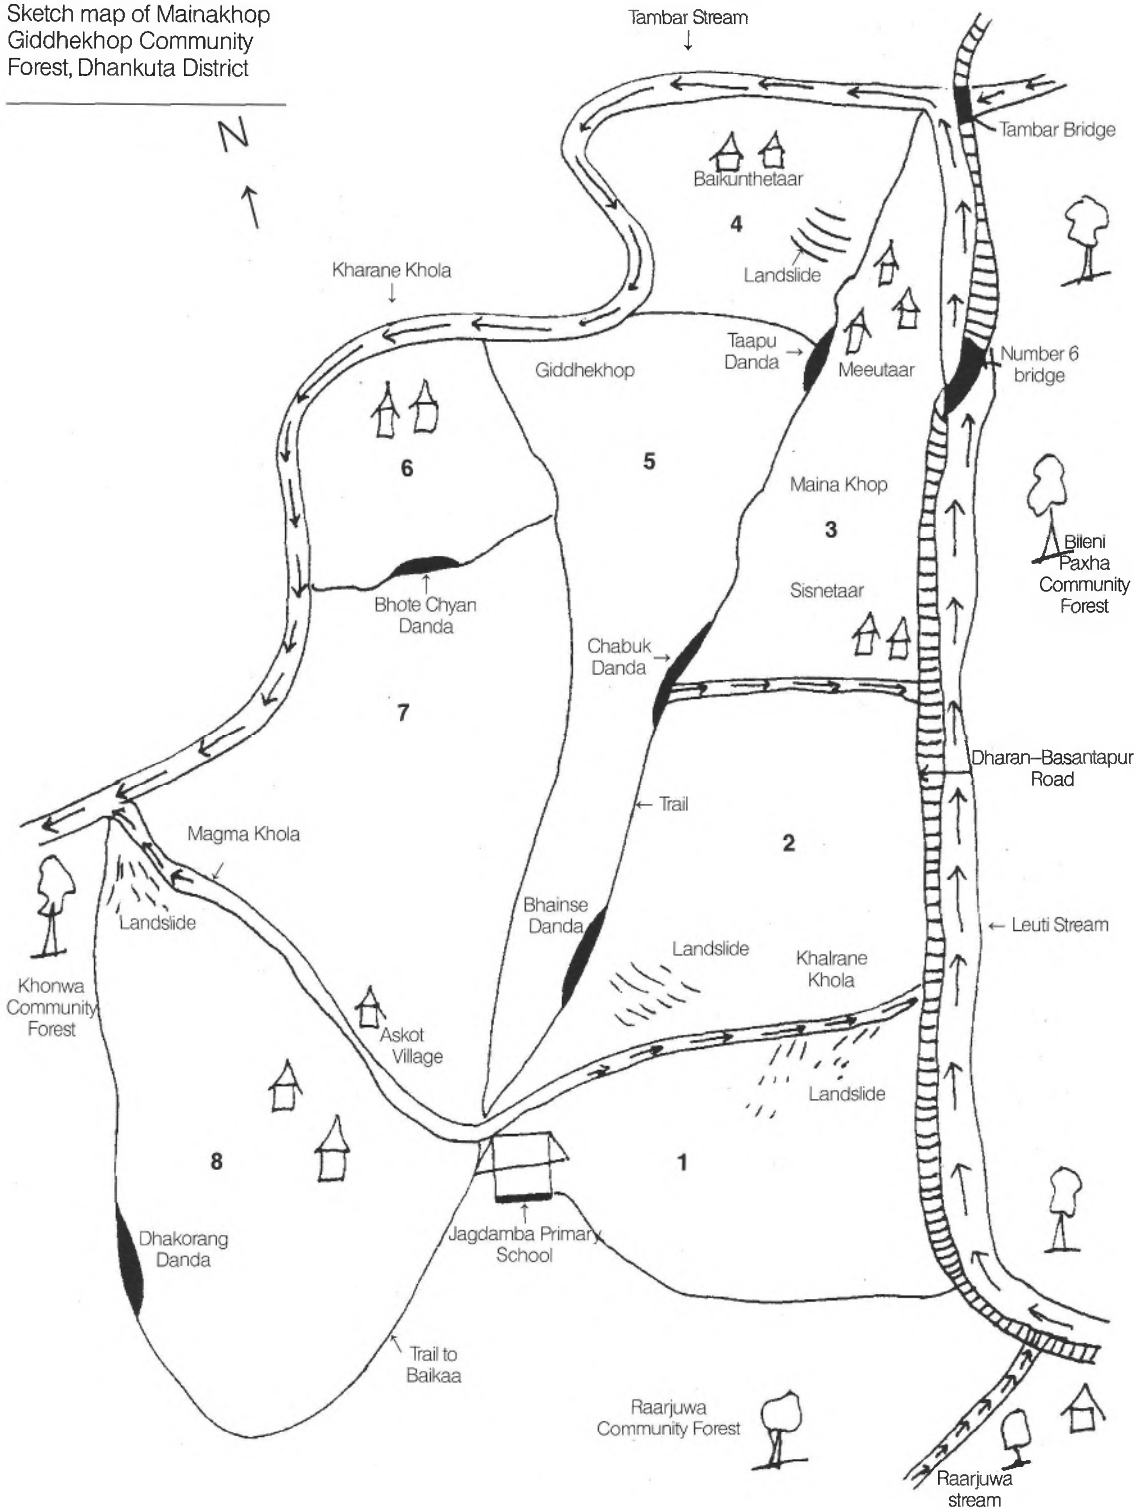 Sketch map of Mainakhop
Giddhekhop Community
Forest, Dhankuta District
Tambar Stream
N
Tambar Bridge
Baikunthetaar
4
Landslide
Kharane Khola
Taapu
Danda
Meeutaar
Number 6
bridge
Giddhekhop
6
5
Maina Khop
3
Bileni
Paxha
Community
Forest
Sisnetaar
Bhote Chyan
Danda
Chabuk
Danda
7
Dharan–Basantapur
Road
Trail
Magma Khola
2
Landslide
Bhainse
Danda
Leuti Stream
Landslide
Khalrane
Khola
Khonwa
Community
Forest
Askot
Village
Landslide
8
1
Dhakorang
Danda
Jagdamba Primary
School
Trail to
Baikaa
Raarjuwa
Community Forest
Raarjuwa
stream